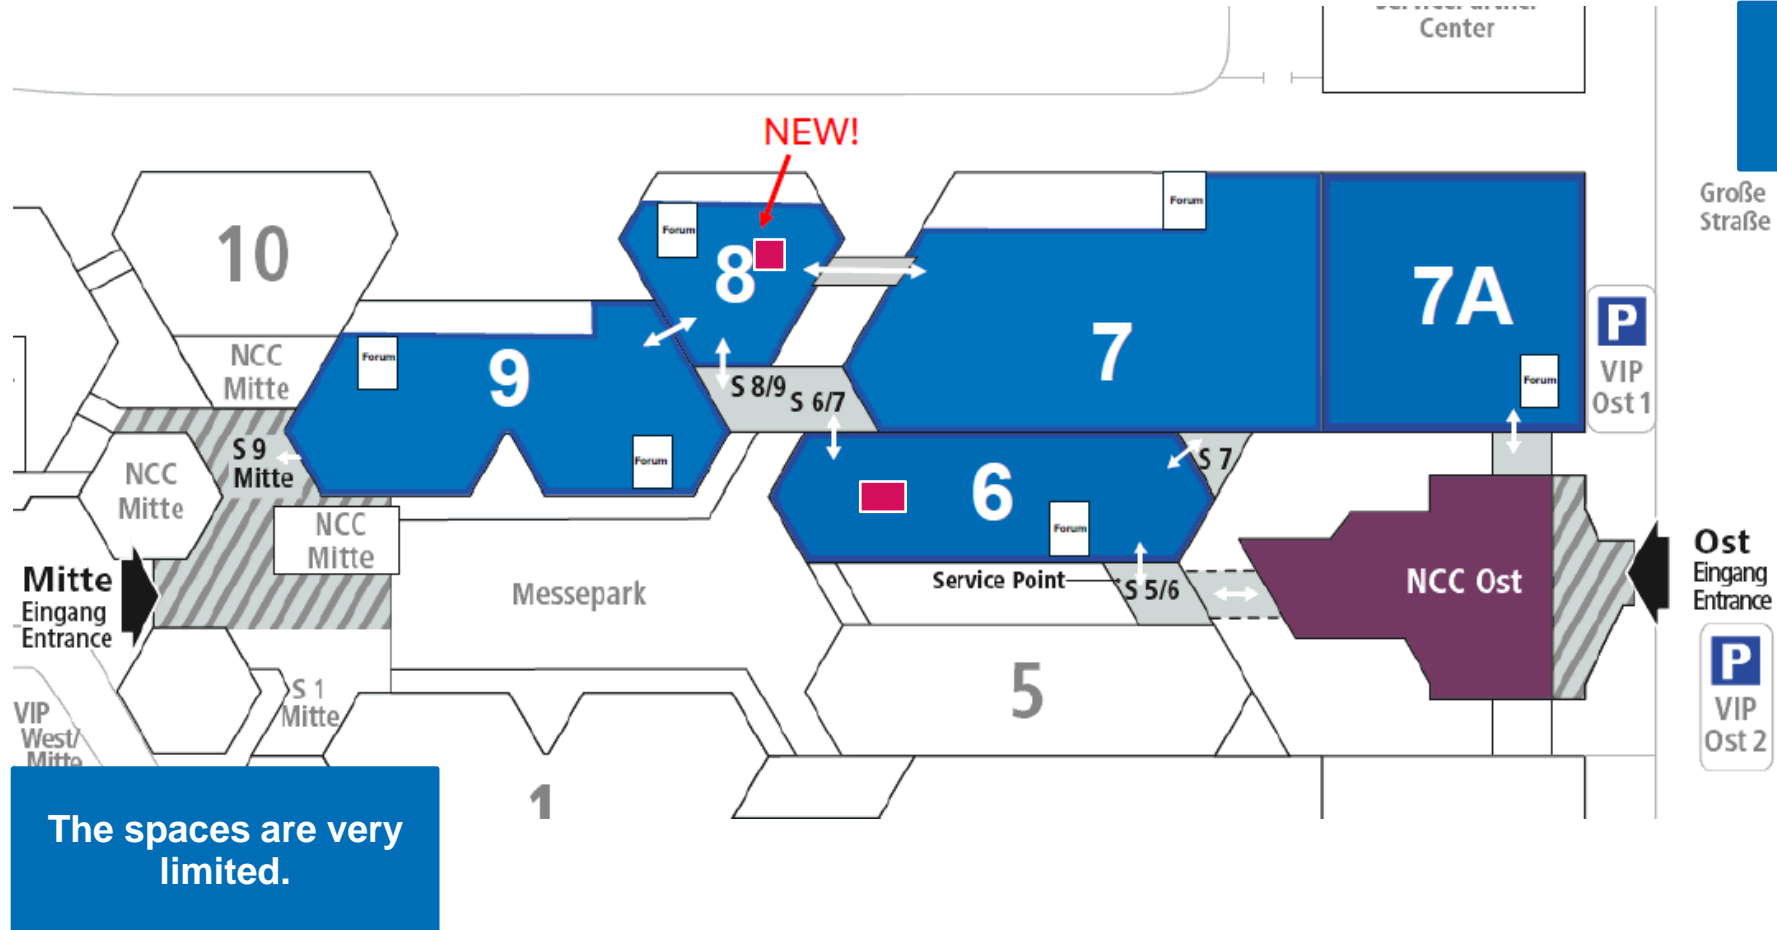 Center
NEW!
Große
Straße
10
Forum
8
Forum
7
7A
P
VIP
Ost 1
Forum
NCC
Mitte
Forum
9
S 8/9
S 6/7
S 9
Mitte
NCC
Mitte
Forum
6
S 7
Forum
NCC
Mitte
Mitte
Eingang
Entrance
Messepark
Service Point
S 5/6
NCC Ost
Ost
Eingang
Entrance
P
VIP
Ost 2
S 1
Mitte
5
VIP
West/
Mitte
1
The spaces are very
limited.